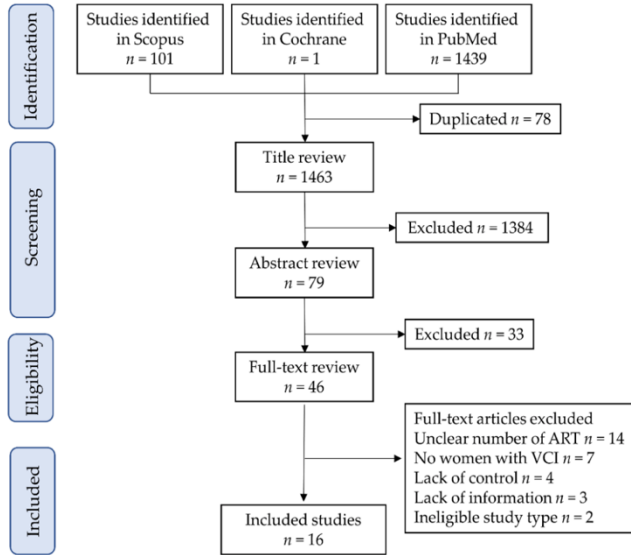 Identification
Studies identified
in Scopus
n = 101
Studies identified
in Cochrane
n = 1
Studies identified
in PubMed
n = 1439
Duplicated n = 78
Screening
Title review
n = 1463
Excluded n = 1384
Abstract review
n = 79
Excluded n = 33
Eligibility
Full-text review
n = 46
Full-text articles excluded
Unclear number of ART n = 14
No women with VCI n = 7
Lack of control n = 4
Lack of information n = 3
Ineligible study type n = 2
Included
Included studies
n = 16